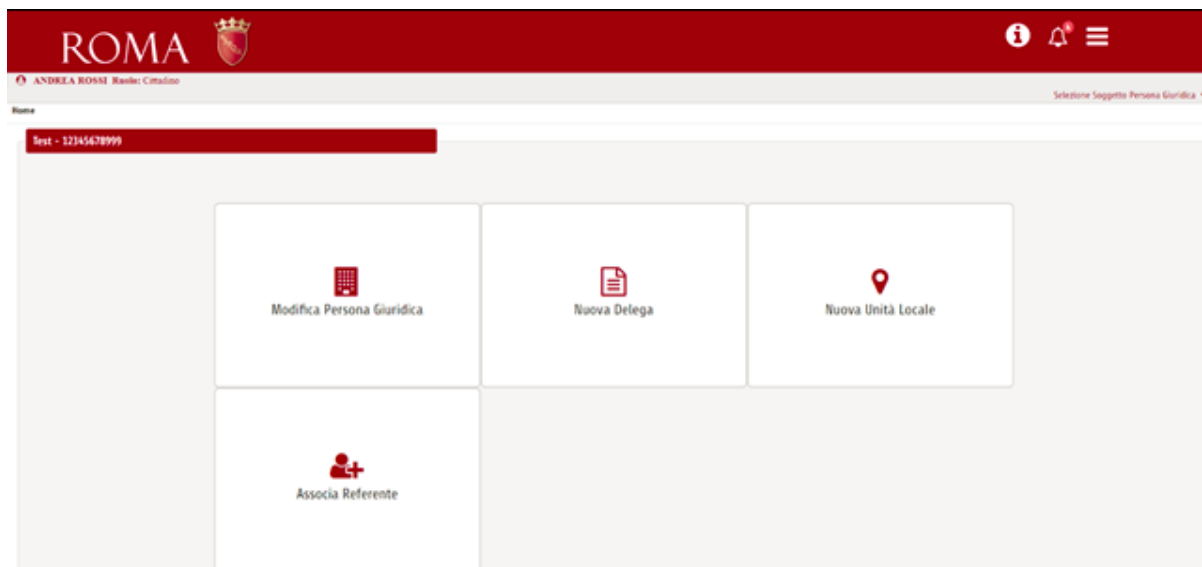 ROMA
ANDREA ROSSI Ruolo: Cittadino
Selezione Soggetto Persona Giuridica
Home
Test - 12345678999
Modifica Persona Giuridica
Nuova Delega
Nuova Unità Locale
Associa Referente